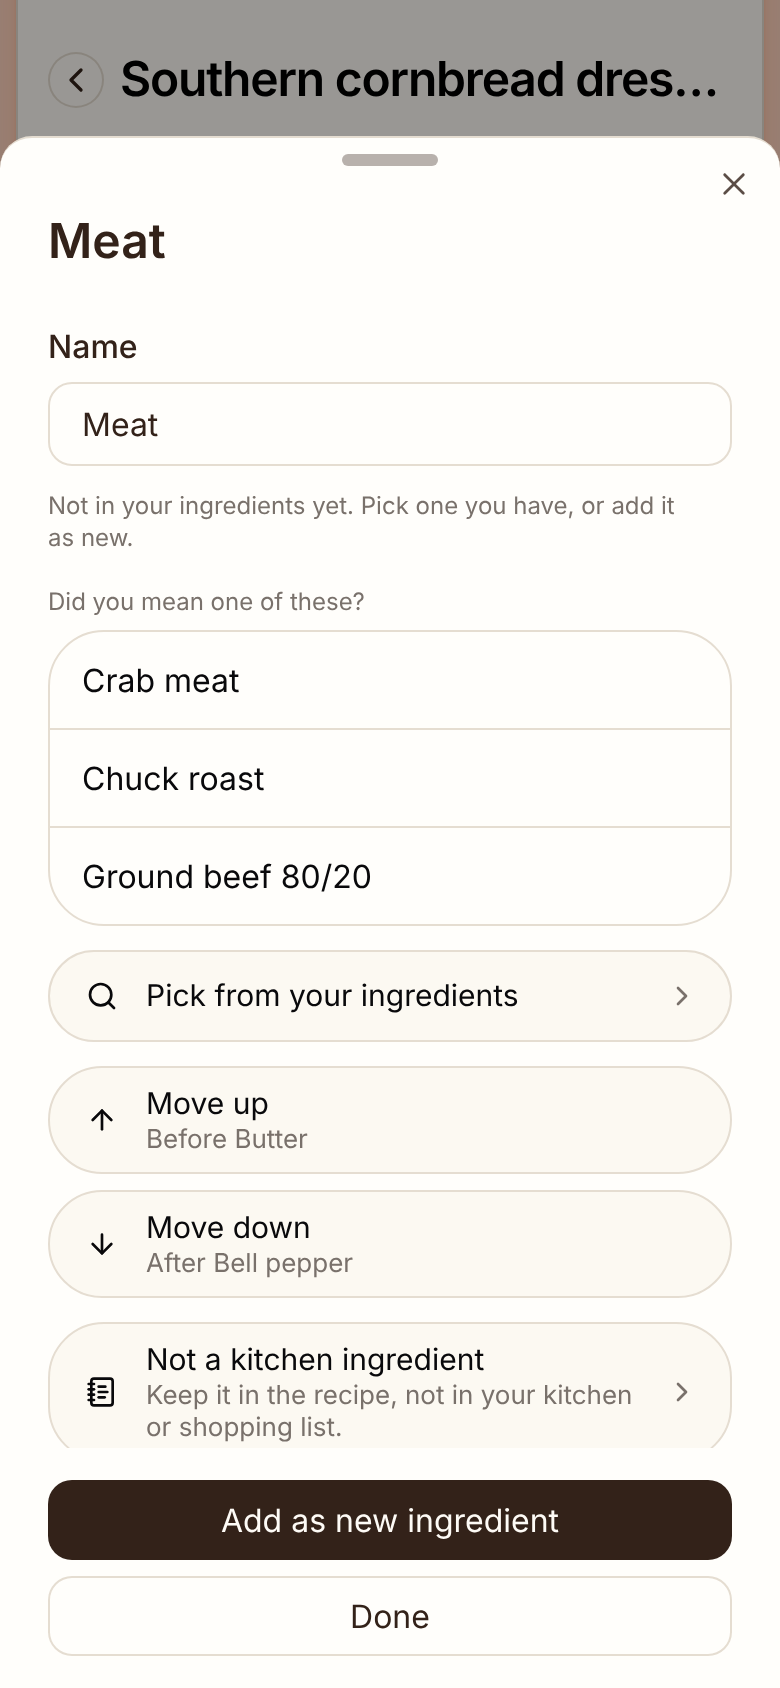 Southern cornbread dres...
Meat
Name
Meat
Not in your ingredients yet. Pick one you have, or add it
as new.
Did you mean one of these?
Crab meat
Chuck roast
Ground beef 80/20
Pick from your ingredients
Move up
Before Butter
Move down
After Bell pepper
Not a kitchen ingredient
Keep it in the recipe, not in your kitchen
or shopping list.
Add as new ingredient
Done